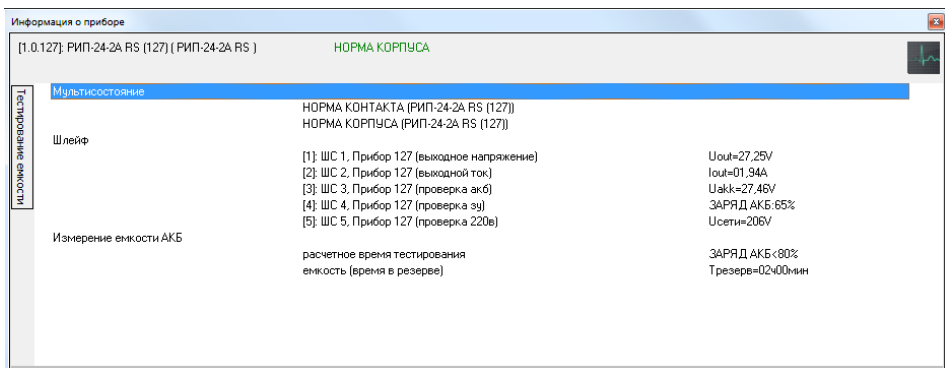 Информация о приборе
[1.0.127]: РИП-24-2А RS (127) ( РИП-24-2А RS ) НОРМА КОРПУСА
Тестирование емкости
Мультисостояние
НОРМА КОНТАКТА (РИП-24-2А RS (127))
НОРМА КОРПУСА (РИП-24-2А RS (127))
Шлейф
[1]: ШС 1, Прибор 127 (выходное напряжение) Uout=27,25V
[2]: ШС 2, Прибор 127 (выходной ток) Iout=01,94A
[3]: ШС 3, Прибор 127 (проверка акб) Uakk=27,46V
[4]: ШС 4, Прибор 127 (проверка зу) ЗАРЯД АКБ:65%
[5]: ШС 5, Прибор 127 (проверка 220в) Uсети=206V
Измерение емкости АКБ
расчетное время тестирования ЗАРЯД АКБ<80%
емкость (время в резерве) Tрезерв=02ч00мин